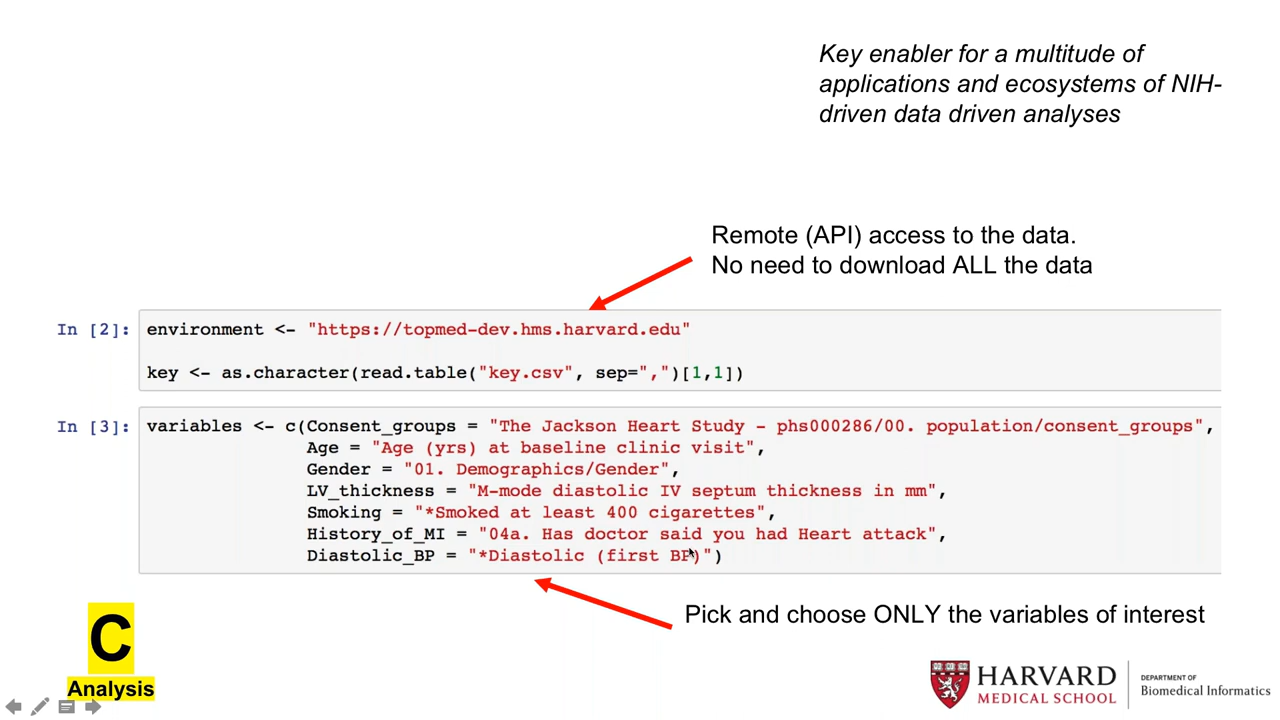 Key enabler for a multitude of
applications and ecosystems of NIH-
driven data driven analyses
Remote (API) access to the data.
No need to download ALL the data
In [2]: environment <- "https://topmed-dev.hms.harvard.edu"
key <- as.character(read.table("key.csv", sep=",")[1,1])
In [3]: variables <- c(Consent_groups = "The Jackson Heart Study - phs000286/00. population/consent_groups",
Age = "Age (yrs) at baseline clinic visit",
Gender = "01. Demographics/Gender",
LV_thickness = "M-mode diastolic IV septum thickness in mm",
Smoking = "*Smoked at least 400 cigarettes",
History_of_MI = "04a. Has doctor said you had Heart attack",
Diastolic_BP = "*Diastolic (first BP)")
Pick and choose ONLY the variables of interest
C
Analysis
HARVARD
MEDICAL SCHOOL
DEPARTMENT OF
Biomedical Informatics